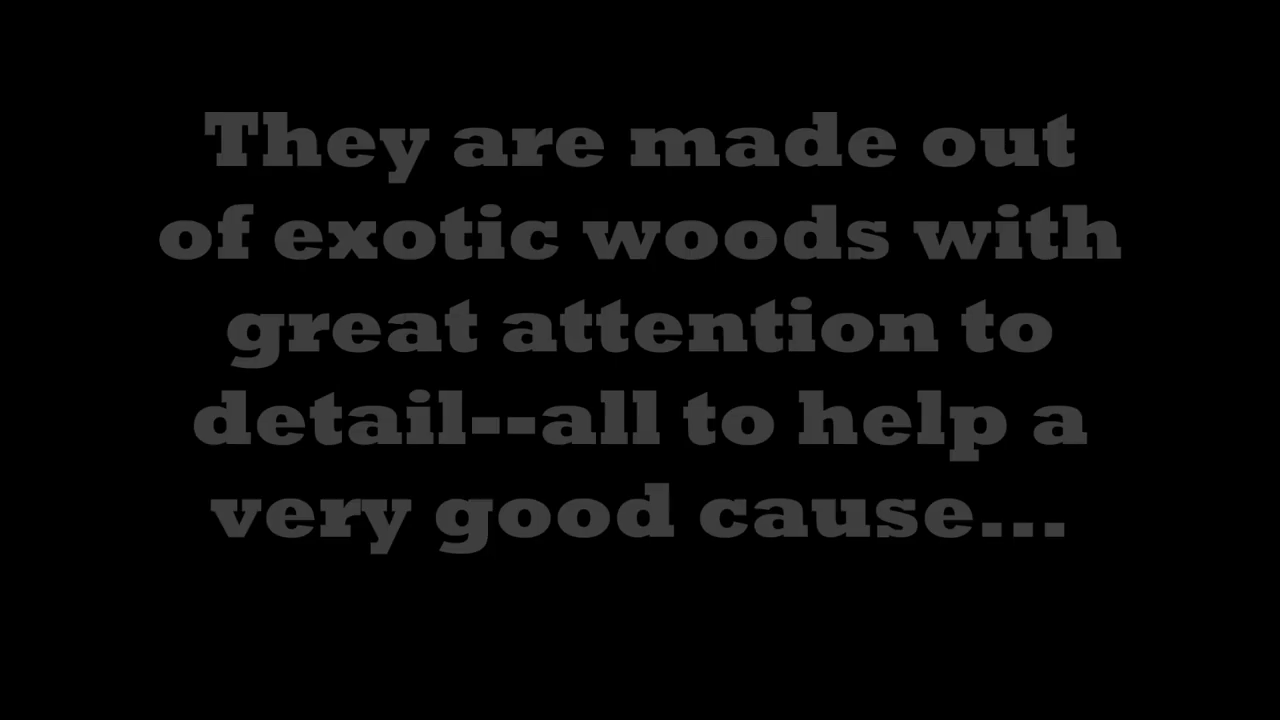 They are made out
of exotic woods with
great attention to
detail--all to help a
very good cause...